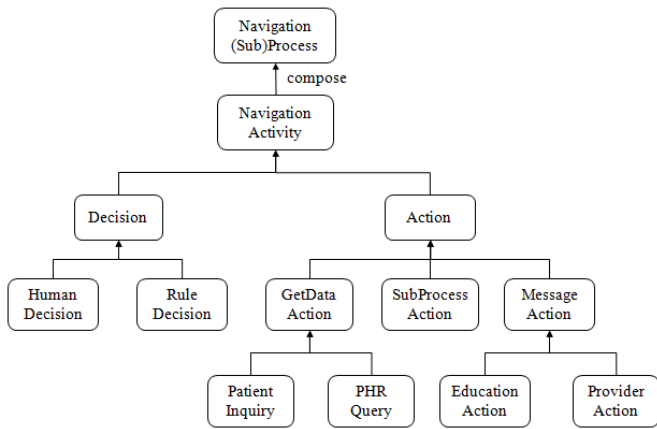 Navigation
(Sub)Process
compose
Navigation
Activity
Decision
Action
Human
Decision
Rule
Decision
GetData
Action
SubProcess
Action
Message
Action
Patient
Inquiry
PHR
Query
Education
Action
Provider
Action